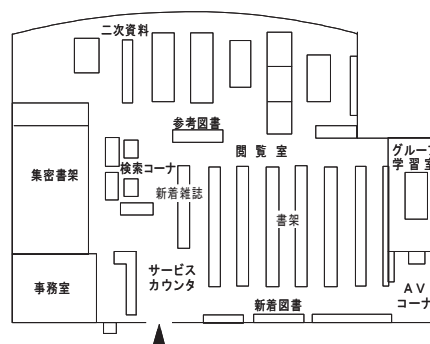 二次資料
参考図書
閲覧室
グループ
学習室
集密書架
検索コーナ
新着雑誌
書架
サービス
カウンタ
事務室
新着図書
AV
コーナ